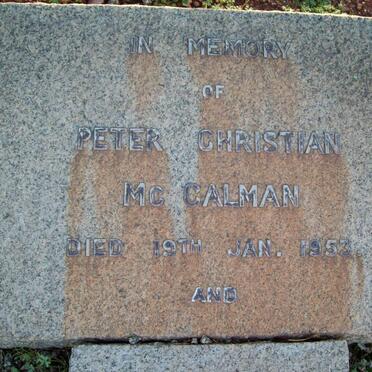 IN MEMORY
OF
PETER CHRISTIAN
MC CALMAN
DIED 19TH JAN. 1953.
AND